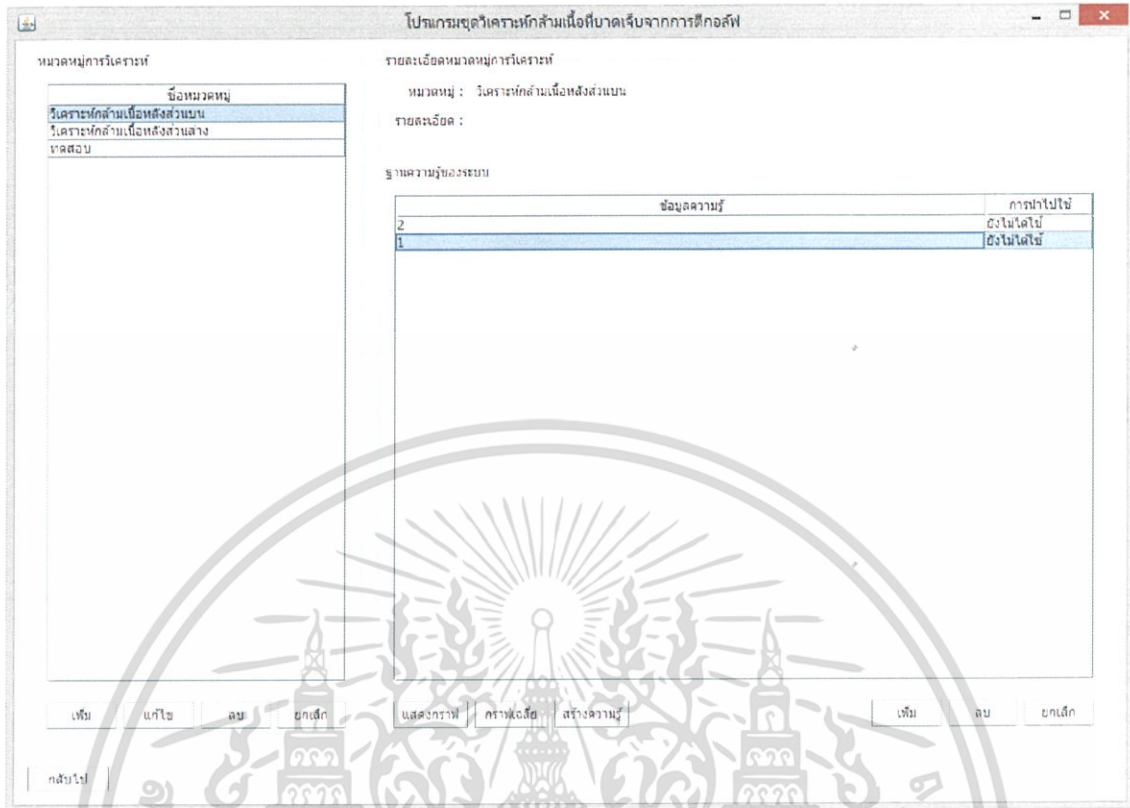 โปรแกรมชุดวิเคราะห์กล้ามเนื้อที่บาดเจ็บจากการตีกอล์ฟ
หมวดหมู่การวิเคราะห์
ชื่อหมวดหมู่
วิเคราะห์กล้ามเนื้อหลังส่วนบน
วิเคราะห์กล้ามเนื้อหลังส่วนล่าง
ทดสอบ
รายละเอียดหมวดหมู่การวิเคราะห์
หมวดหมู่ : วิเคราะห์กล้ามเนื้อหลังส่วนบน
รายละเอียด :
ฐานความรู้ของระบบ
ข้อมูลความรู้ การนำไปใช้
2 ยังไม่ได้ใช้
1 ยังไม่ได้ใช้
เพิ่ม แก้ไข ลบ ยกเลิก แสดงกราฟ กราฟเฉลี่ย สร้างความรู้ เพิ่ม ลบ ยกเลิก
กลับไป